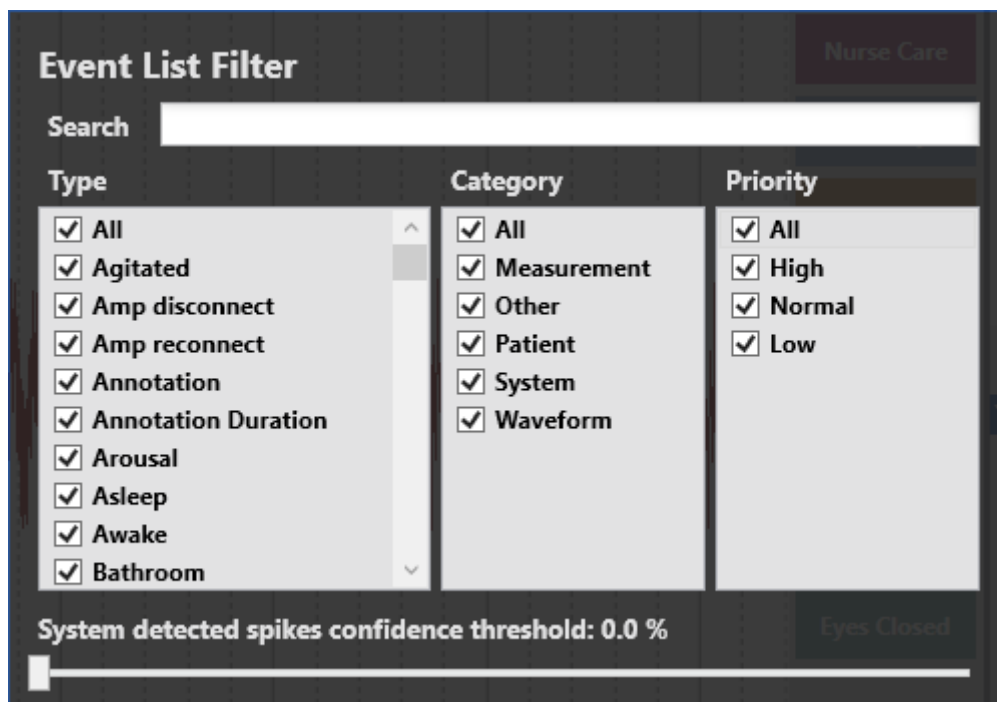 Nurse Care
Event List Filter
Search
Type
Category
Priority
All
Agitated
Amp disconnect
Amp reconnect
Annotation
Annotation Duration
Arousal
Asleep
Awake
Bathroom
All
Measurement
Other
Patient
System
Waveform
All
High
Normal
Low
System detected spikes confidence threshold: 0.0 %
Eyes Closed